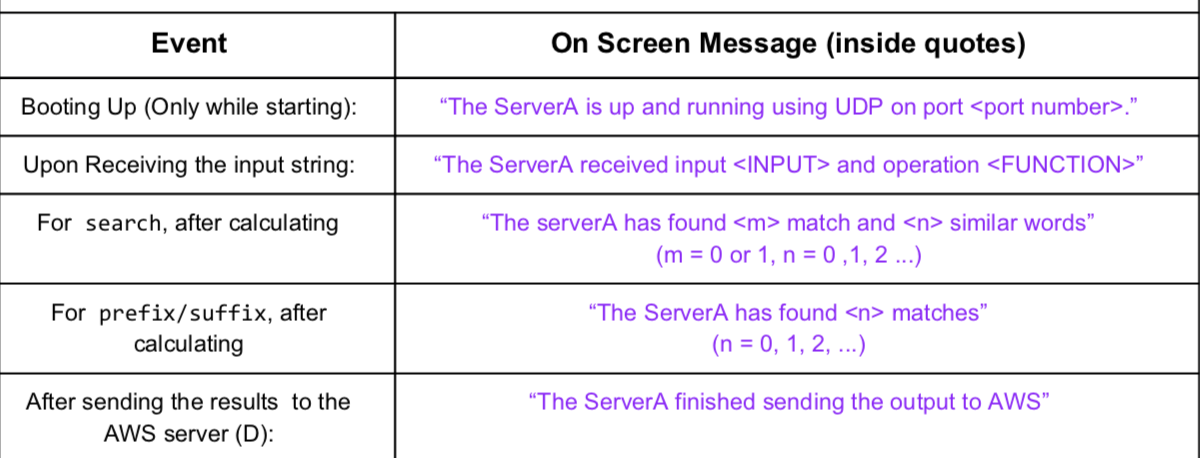 Event
On Screen Message (inside quotes)
Booting Up (Only while starting):
“The ServerA is up and running using UDP on port <port number>.”
Upon Receiving the input string:
“The ServerA received input <INPUT> and operation <FUNCTION>”
For search, after calculating
“The serverA has found <m> match and <n> similar words”
(m = 0 or 1, n = 0 ,1, 2 ...)
For prefix/suffix, after
calculating
“The ServerA has found <n> matches”
(n = 0, 1, 2, ...)
After sending the results to the
AWS server (D):
“The ServerA finished sending the output to AWS”